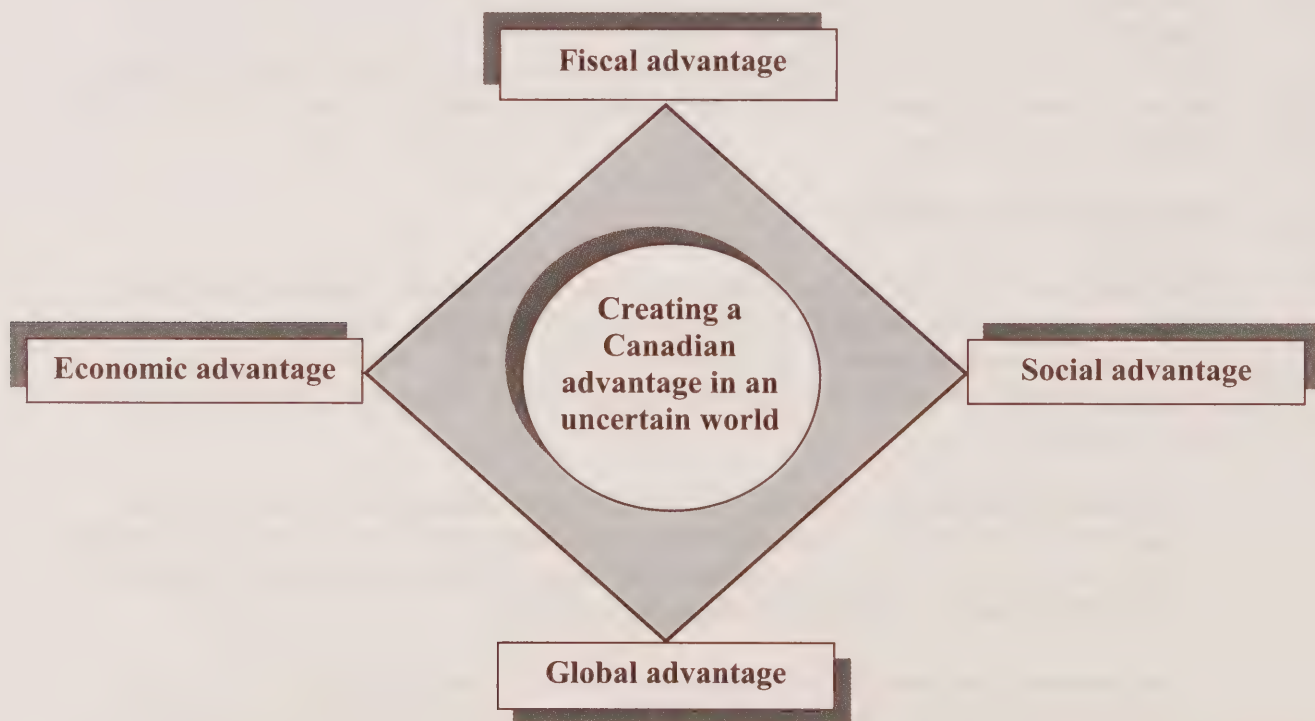 Fiscal advantage
Creating a
Canadian
advantage in an
uncertain world
Economic advantage
Social advantage
Global advantage